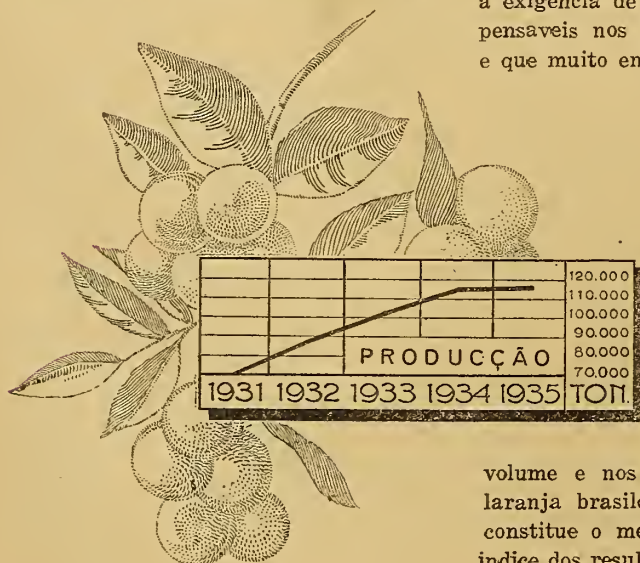 a exigencia de
pensaveis nos
e que muito en
120.000
110.000
100.000
90.000
80.000
PRODUCÇÃO
70.000
1931 1932 1933 1934 1935 TON.
volume e nos
laranja brasile
constitue o me
indice dos resul